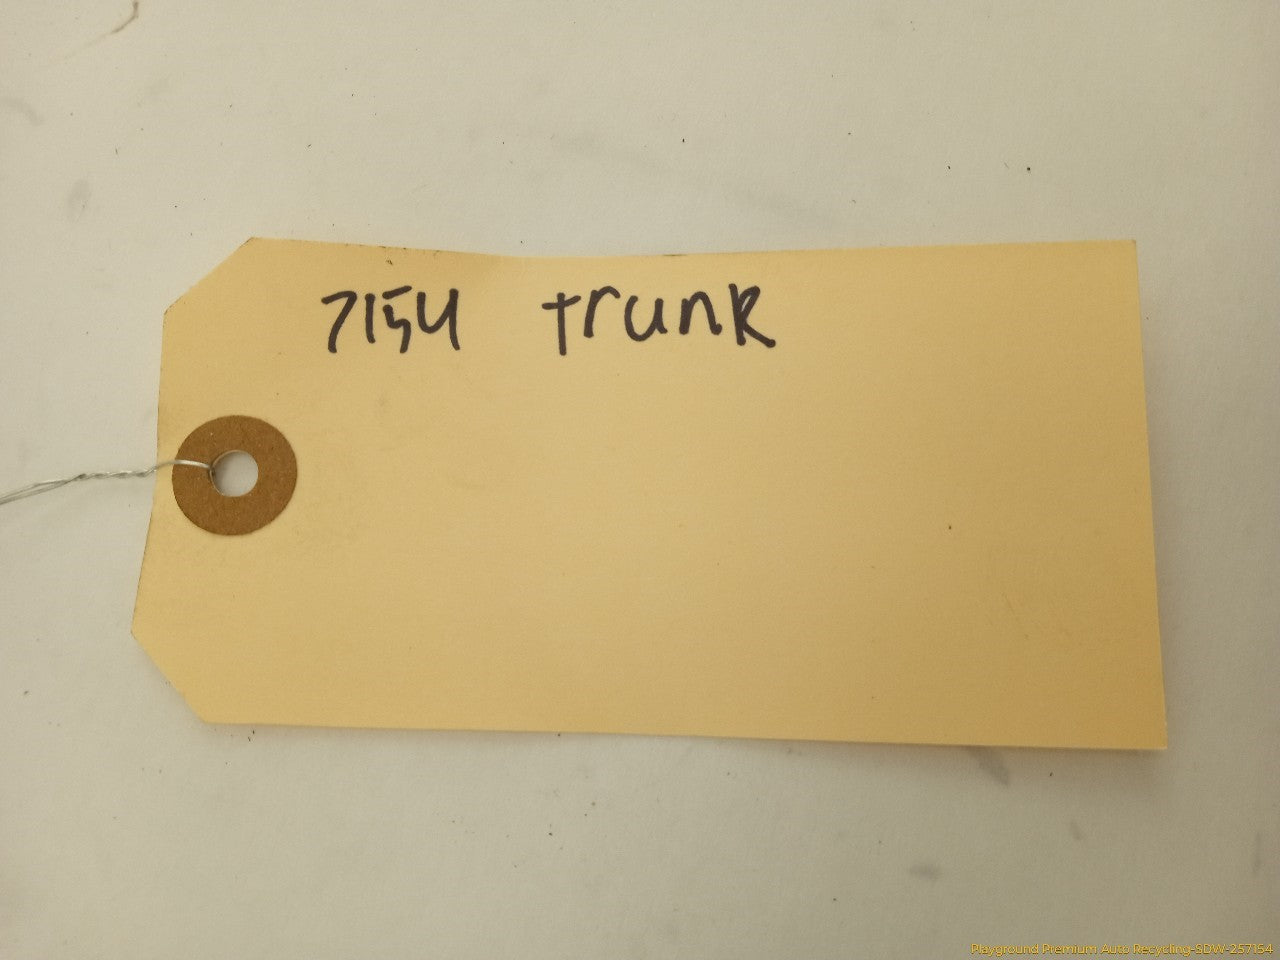 7154 trunk
Playground Premium Auto Recycling-SDW-257154